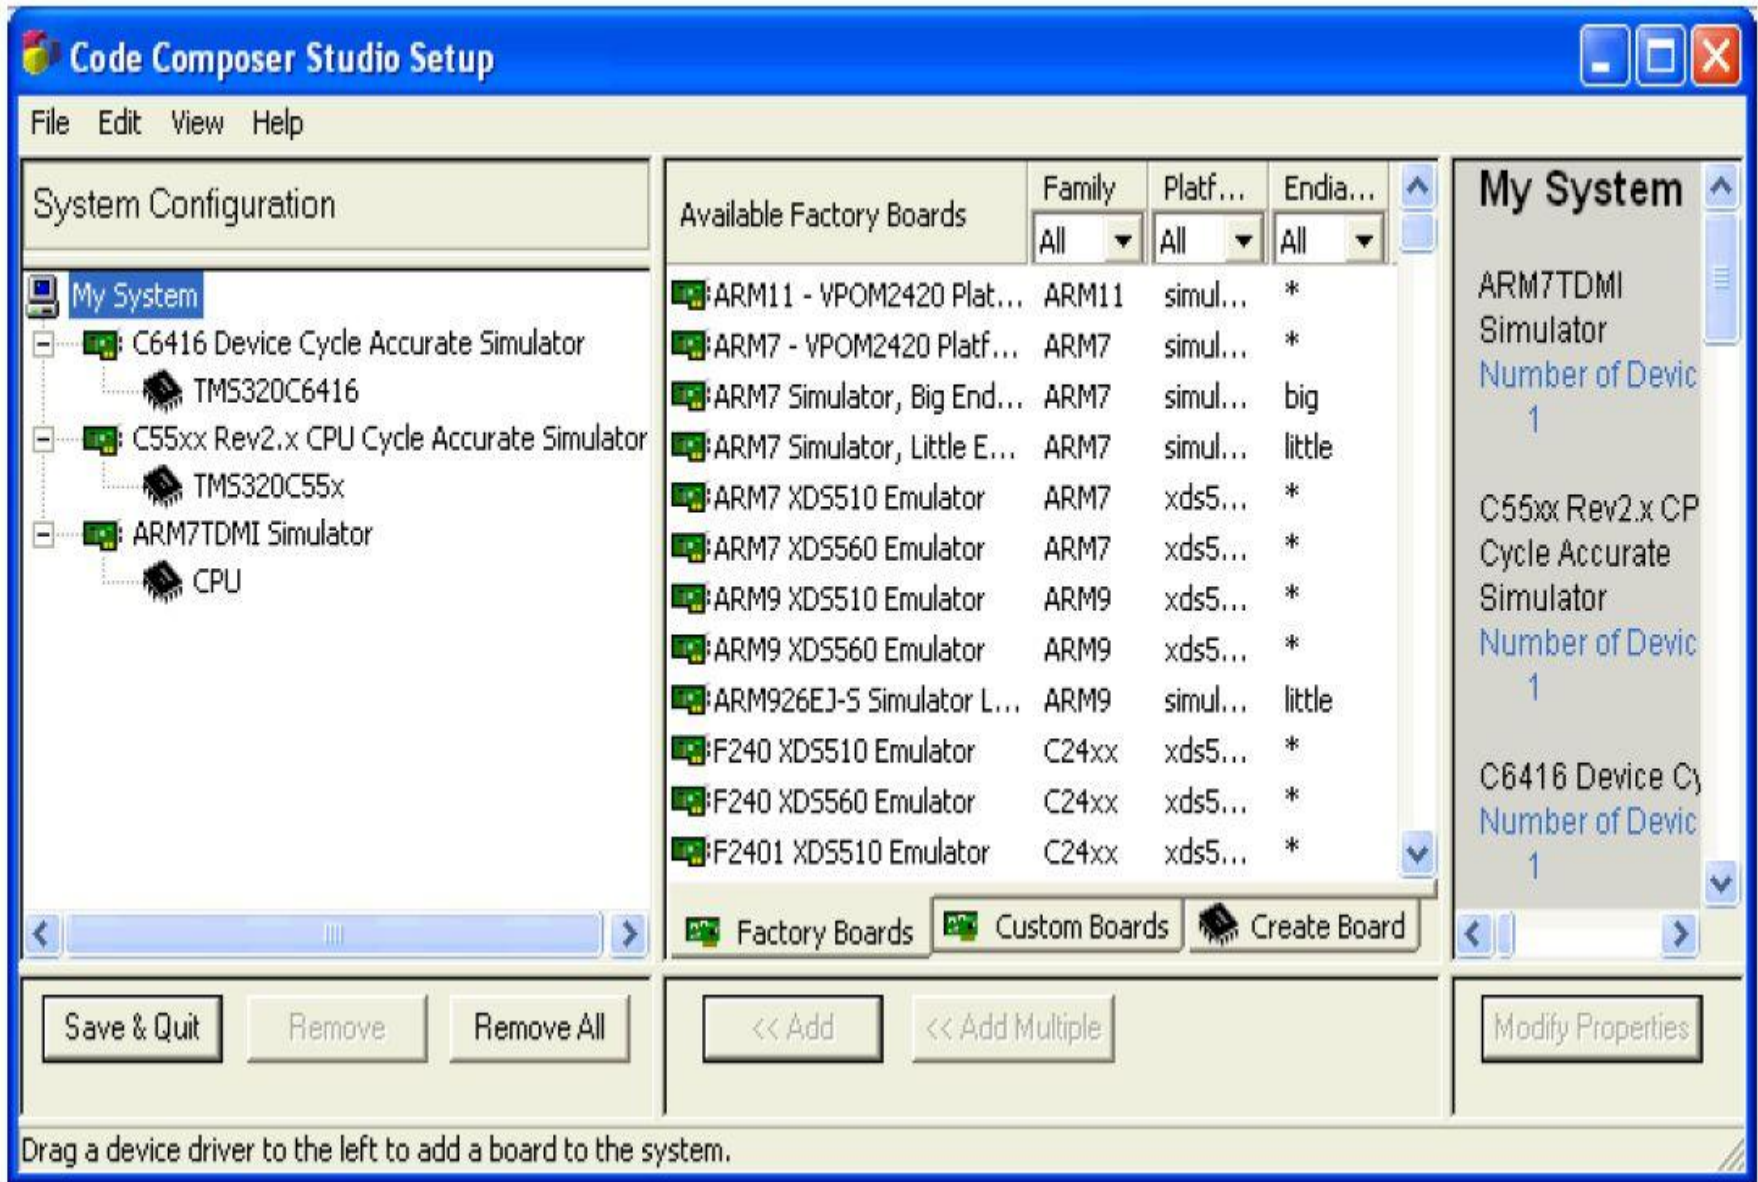 Code Composer Studio Setup
File Edit View Help
System Configuration
My System
C6416 Device Cycle Accurate Simulator
TMS320C6416
C55xx Rev2.x CPU Cycle Accurate Simulator
TMS320C55x
ARM7TDMI Simulator
CPU
Save & Quit Remove Remove All
Available Factory Boards Family Platf... Endia...
All All All
ARM11 - VPOM2420 Plat... ARM11 simul... *
ARM7 - VPOM2420 Platf... ARM7 simul... *
ARM7 Simulator, Big End... ARM7 simul... big
ARM7 Simulator, Little E... ARM7 simul... little
ARM7 XDS510 Emulator ARM7 xds5... *
ARM7 XDS560 Emulator ARM7 xds5... *
ARM9 XDS510 Emulator ARM9 xds5... *
ARM9 XDS560 Emulator ARM9 xds5... *
ARM926EJ-S Simulator L... ARM9 simul... little
F240 XDS510 Emulator C24xx xds5... *
F240 XDS560 Emulator C24xx xds5... *
F2401 XDS510 Emulator C24xx xds5... *
Factory Boards Custom Boards Create Board
<< Add << Add Multiple
My System
ARM7TDMI
Simulator
Number of Devic
1
C55xx Rev2.x CP
Cycle Accurate
Simulator
Number of Devic
1
C6416 Device Cy
Number of Devic
1
Modify Properties
Drag a device driver to the left to add a board to the system.